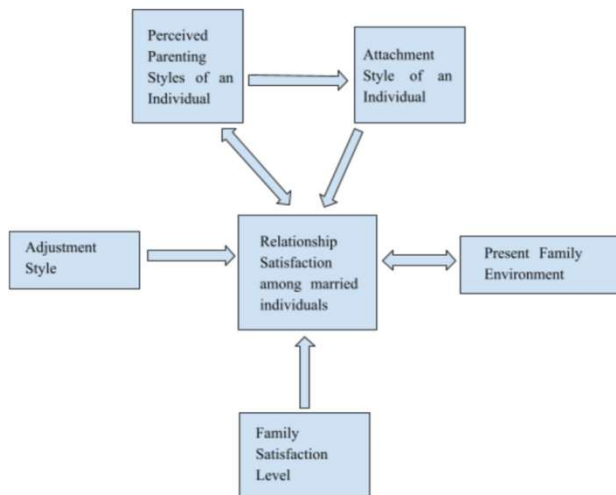 Perceived
Parenting
Styles of an
Individual
Attachment
Style of an
Individual
Adjustment
Style
Relationship
Satisfaction
among married
individuals
Present Family
Environment
Family
Satisfaction
Level